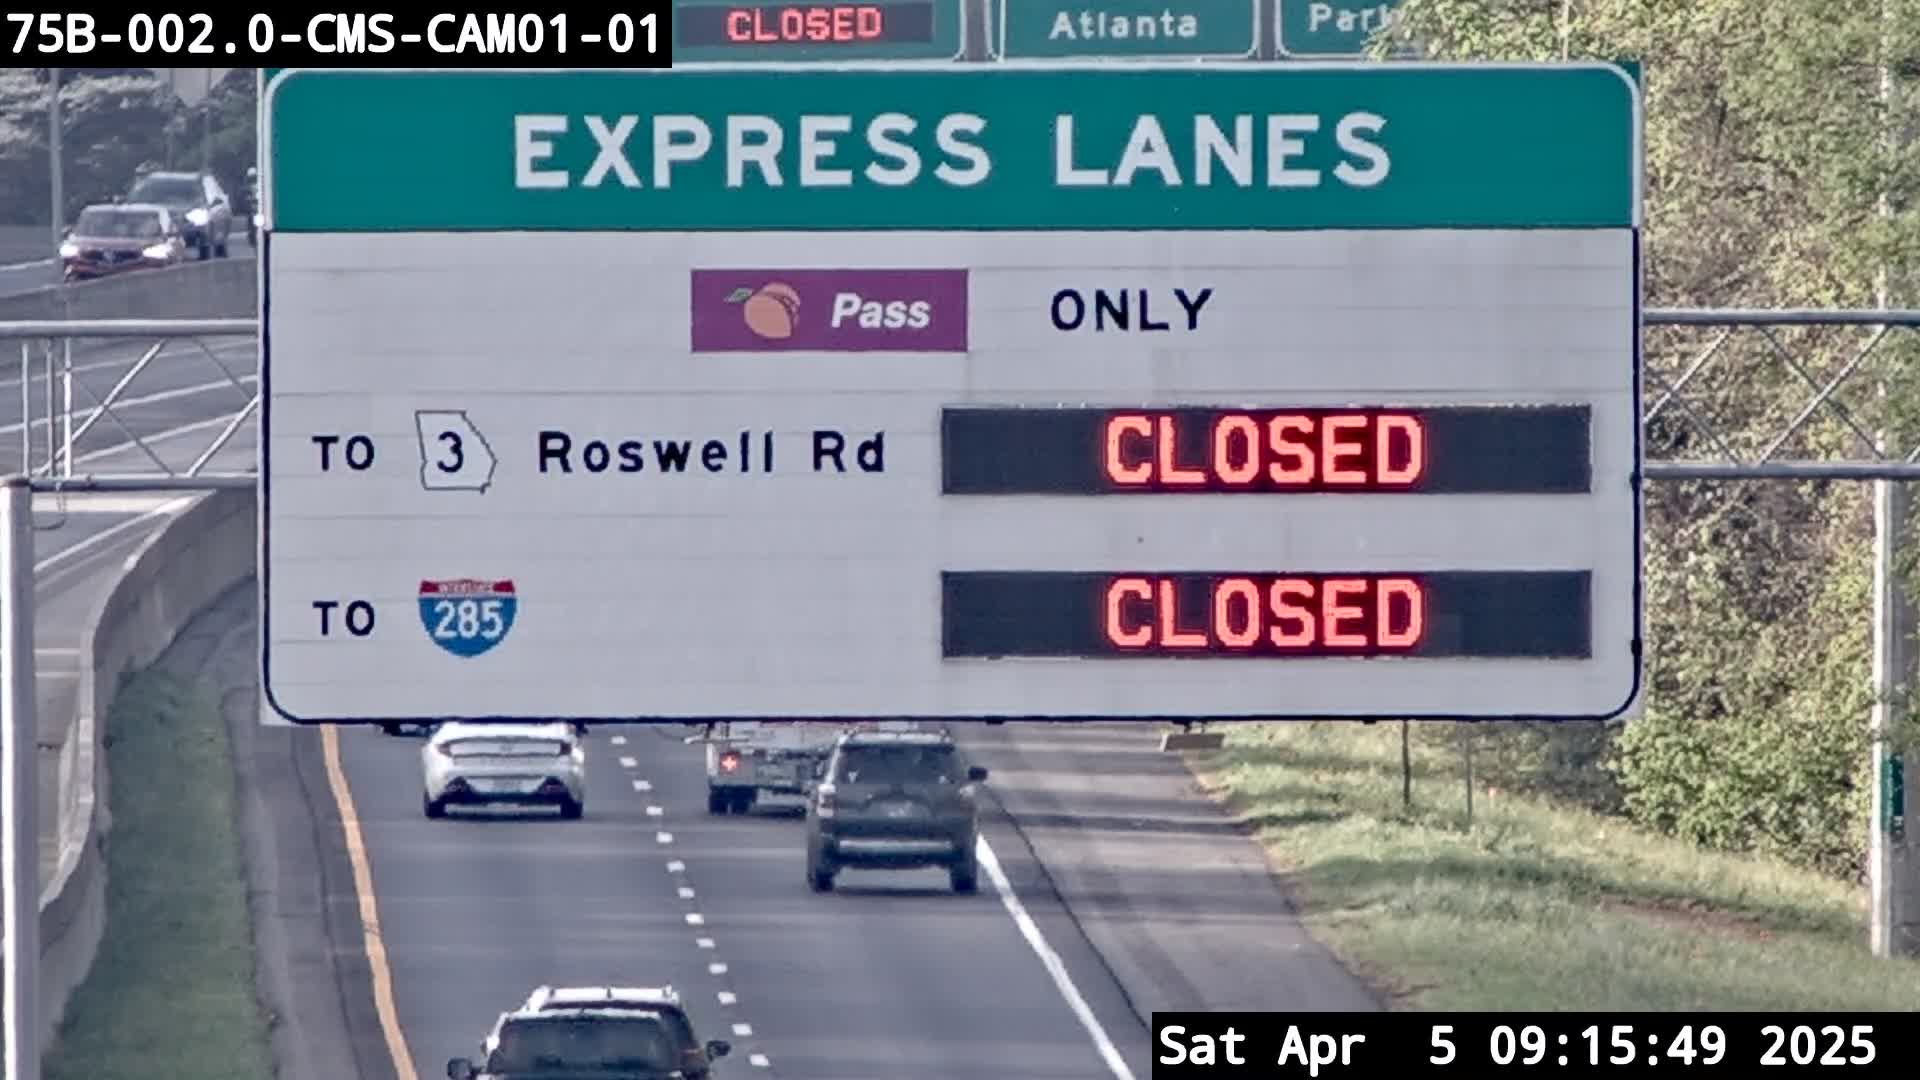 75B-002.0-CMS-CAM01-01
CLOSED
Atlanta
EXPRESS LANES
Pass ONLY
TO 3 Roswell Rd CLOSED
INTERSTATE
TO 285 CLOSED
Sat Apr 5 09:15:49 2025